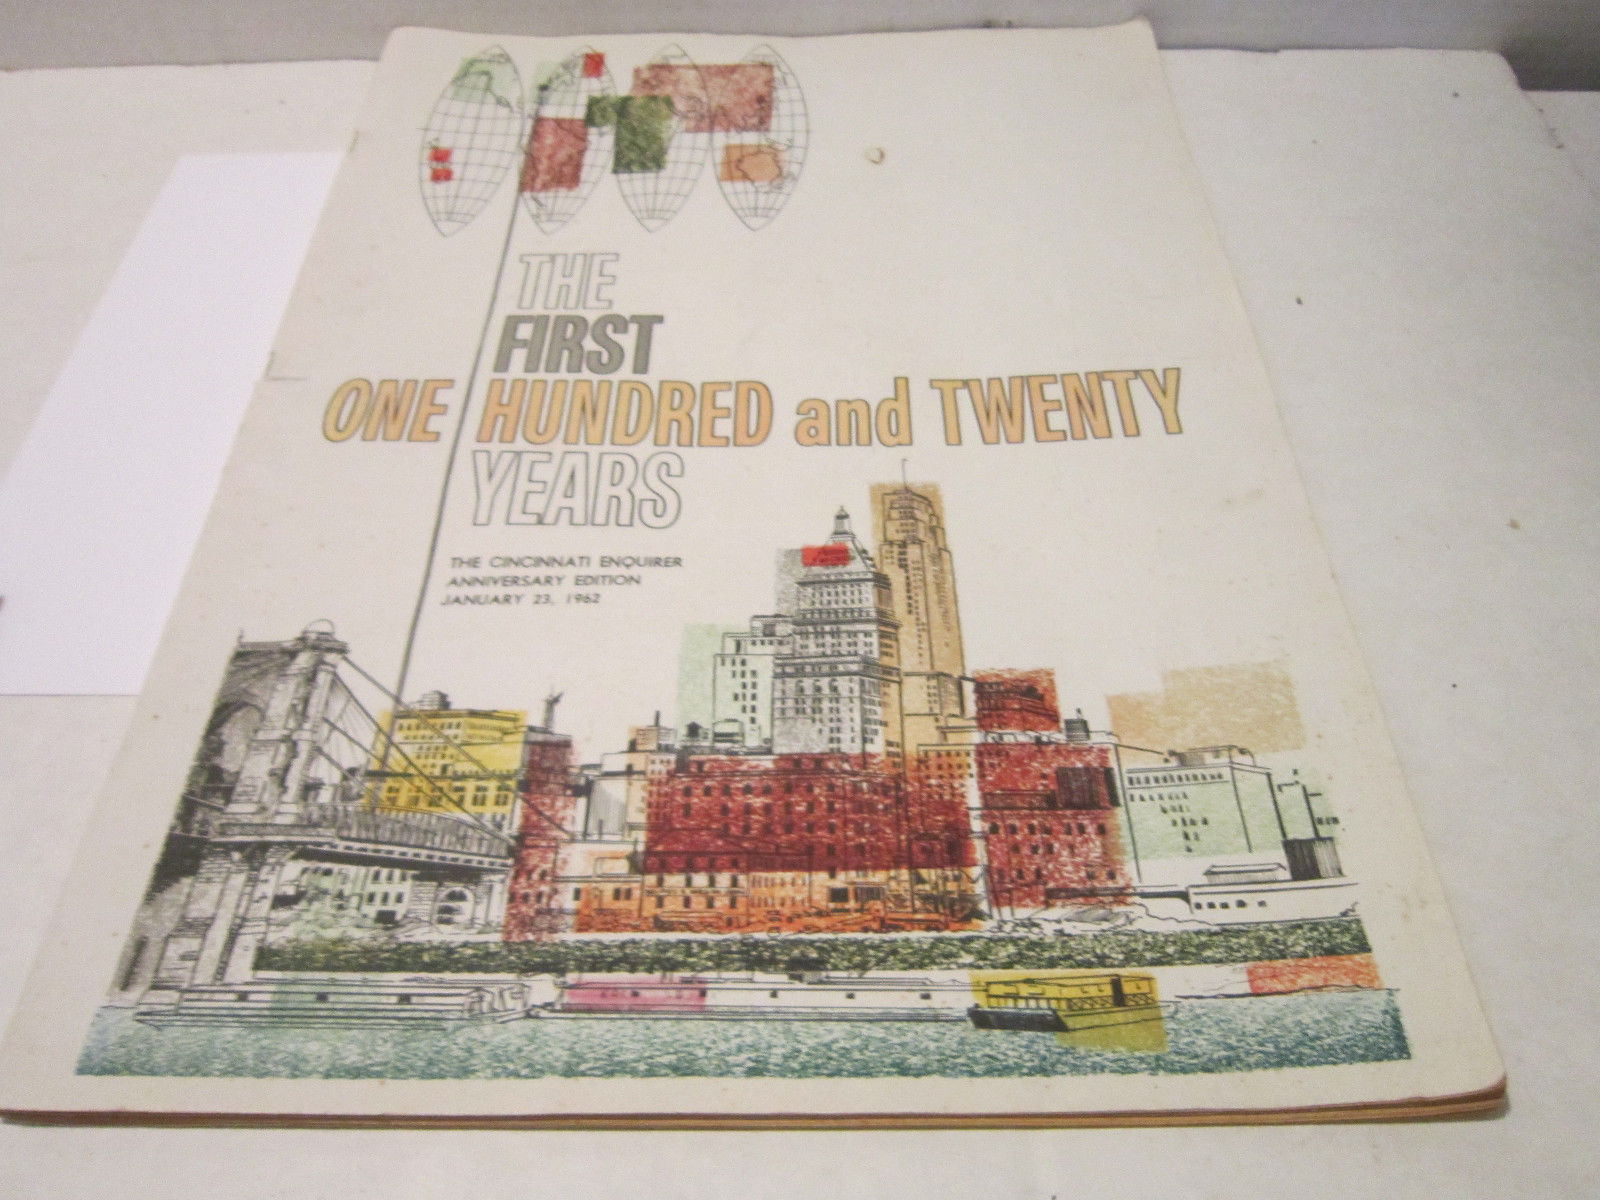 THE
FIRST
ONE HUNDRED and TWENTY
YEARS
THE CINCINNATI ENQUIRER
ANNIVERSARY EDITION
JANUARY 23, 1962